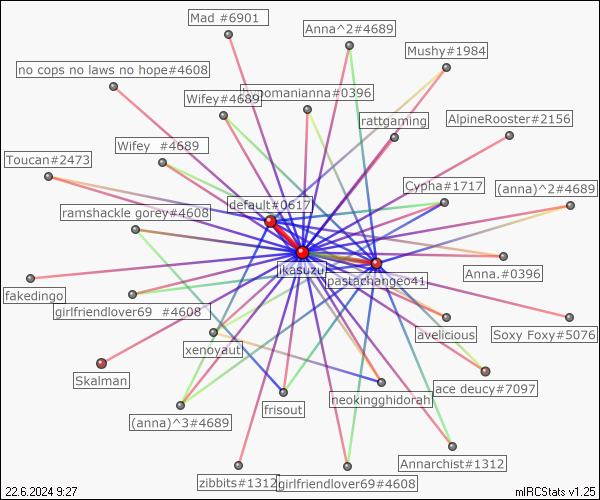 Mad #6901
Anna^2#4689
Mushy#1984
no cops no laws no hope#4608
Wifey#4689
omanianna#0396
rattgaming
AlpineRooster#2156
Wifey #4689
Toucan#2473
Cypha#1717
(anna)^2#4689
default#0617
ramshackle gorey#4608
ikasuzu
Anna.#0396
pastachange041
fakedingo
girlfriendlover69 #4608
avelicious
Soxy Foxy#5076
xenoyaut
Skalman
ace deucy#7097
neokingghidorah
frisout
(anna)^3#4689
Annarchist#1312
zibbits#1312
girlfriendlover69#4608
22.6.2024 9:27
mIRCStats v1.25